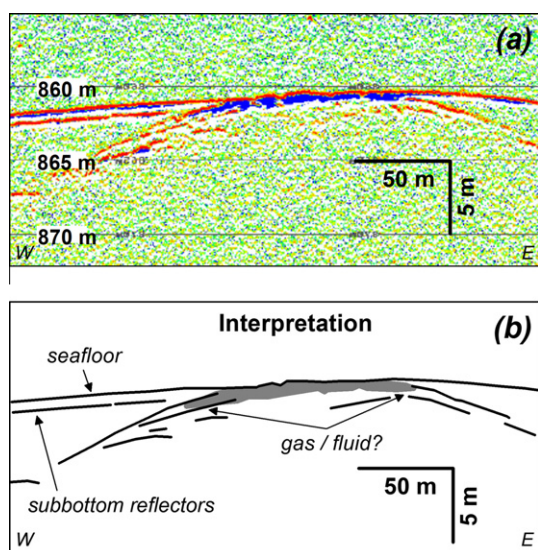 (a)
860 m
865 m
50 m
5 m
870 m
W
E
Interpretation
(b)
seafloor
gas / fluid?
subbottom reflectors
50 m
5 m
W
E